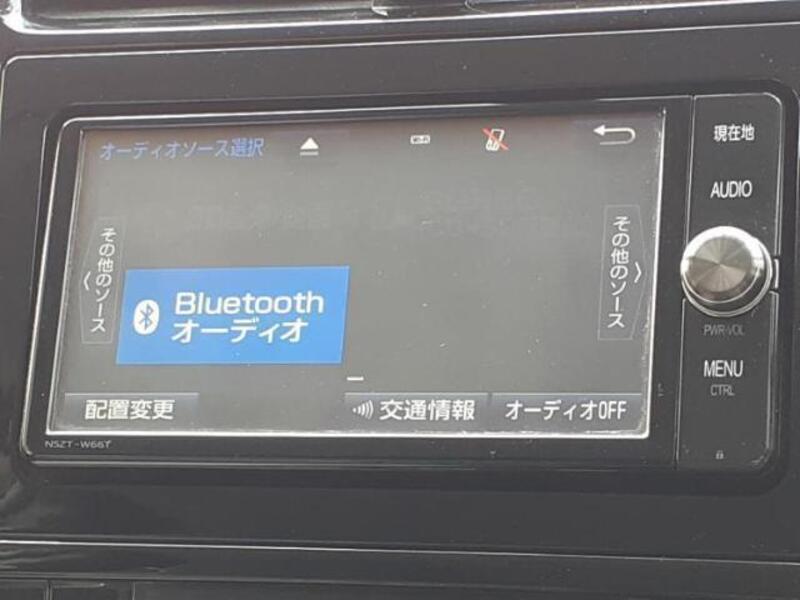 オーディオソース選択
Wi-Fi
現在地
AUDIO
その他のソース
その他のソース
Bluetooth
オーディオ
PWR·VOL
MENU
CTRL
配置変更
交通情報
オーディオOFF
NSZT-W66T